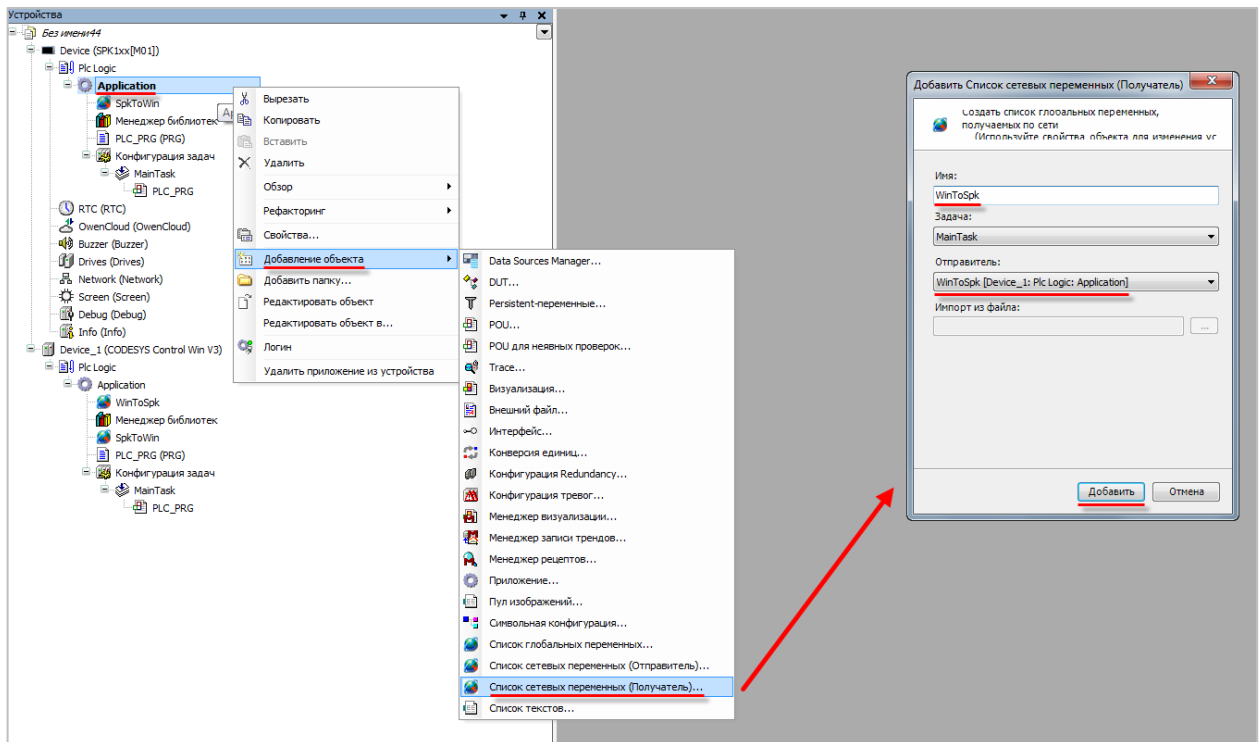 Устройства
Без имени44
Device (SPK1xx[M01])
Plc Logic
Application
SpkToWin
Менеджер библиотек
PLC_PRG (PRG)
Конфигурация задач
MainTask
PLC_PRG
RTC (RTC)
OwenCloud (OwenCloud)
Buzzer (Buzzer)
Drives (Drives)
Network (Network)
Screen (Screen)
Debug (Debug)
Info (Info)
Device_1 (CODESYS Control Win V3)
Plc Logic
Application
WinToSpk
Менеджер библиотек
SpkToWin
PLC_PRG (PRG)
Конфигурация задач
MainTask
PLC_PRG
Вырезать
Копировать
Вставить
Удалить
Обзор
Рефакторинг
Свойства...
Добавление объекта
Добавить папку...
Редактировать объект
Редактировать объект в...
Логин
Удалить приложение из устройства
Data Sources Manager...
DUT...
Persistent-переменные...
POU...
POU для неявных проверок...
Trace...
Визуализация...
Внешний файл...
Интерфейс...
Конверсия единиц...
Конфигурация Redundancy...
Конфигурация тревог...
Менеджер визуализации...
Менеджер записи трендов...
Менеджер рецептов...
Приложение...
Пул изображений...
Символьная конфигурация...
Список глобальных переменных...
Список сетевых переменных (Отправитель)...
Список сетевых переменных (Получатель)...
Список текстов...
Добавить Список сетевых переменных (Получатель)
Создать список глобальных переменных,
получаемых по сети
(Используйте свойства объекта для изменения ус
Имя:
WinToSpk
Задача:
MainTask
Отправитель:
WinToSpk [Device_1: Plc Logic: Application]
Импорт из файла:
...
Добавить
Отмена